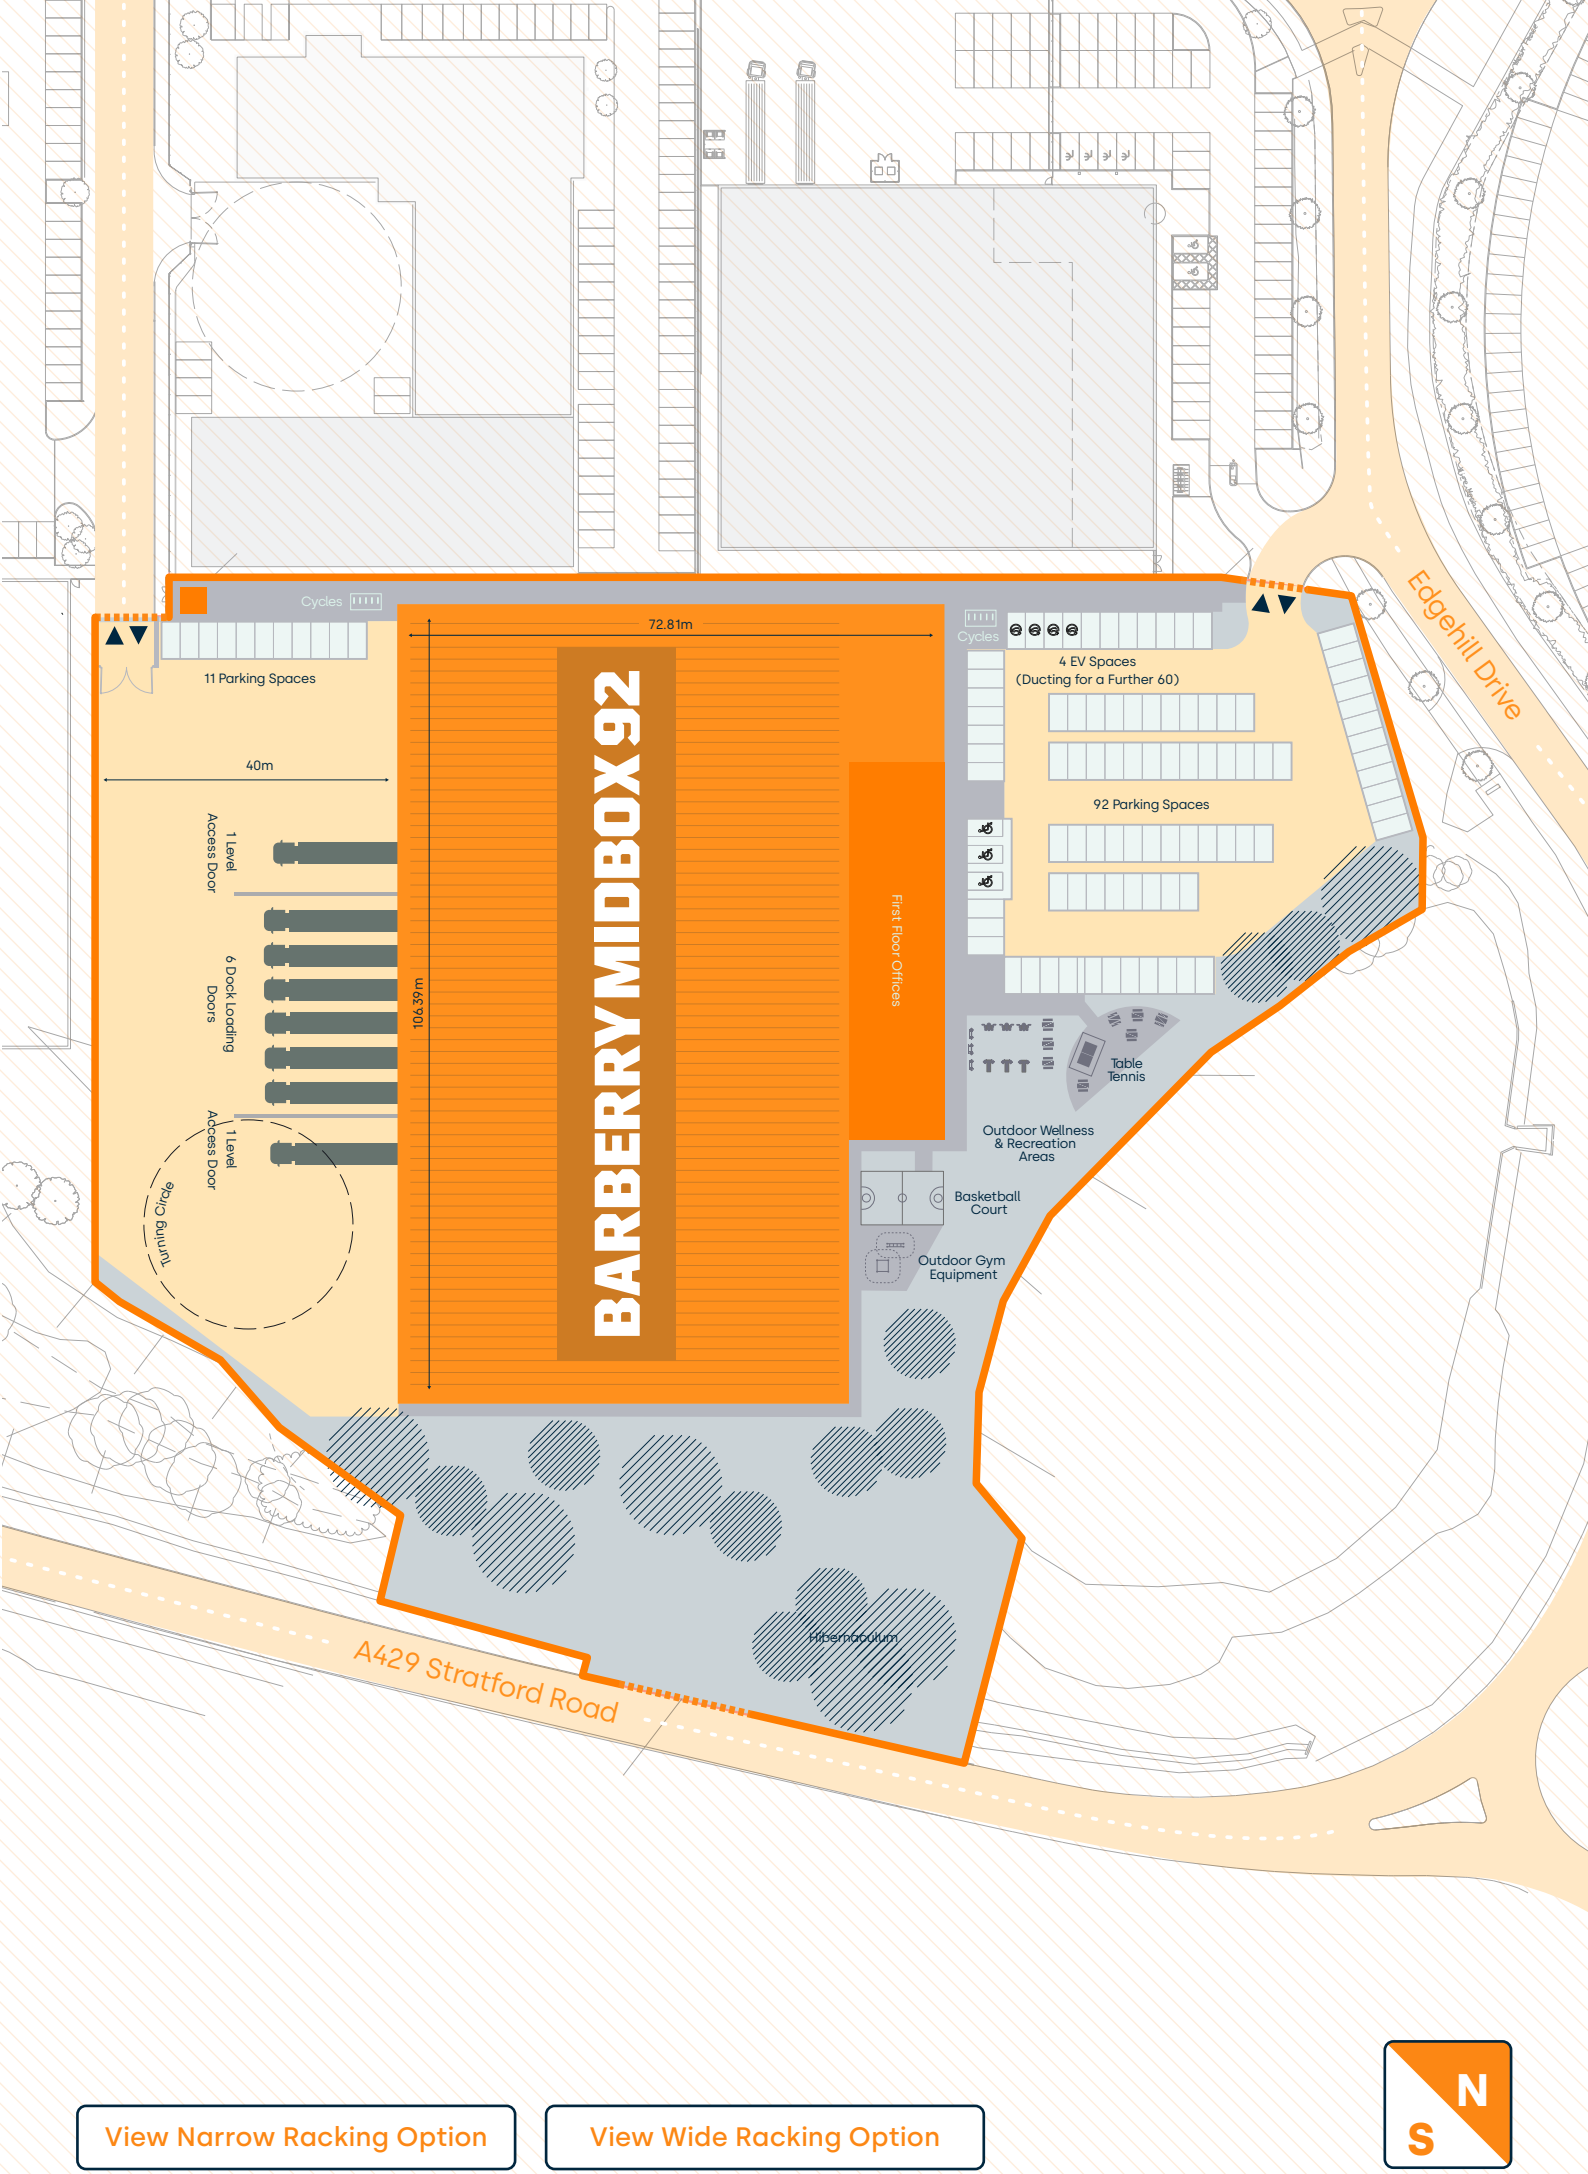 Cycles
72.81m
Cycles
11 Parking Spaces
4 EV Spaces
(Ducting for a Further 60)
Edgehill Drive
40m
92 Parking Spaces
1 Level
Access Door
BARBERRY MIDBOX 92
First Floor Offices
6 Dock Loading
Doors
106.39m
Table
Tennis
1 Level
Access Door
Outdoor Wellness
& Recreation
Areas
Turning Circle
Basketball
Court
Outdoor Gym
Equipment
Hibernaculum
A429 Stratford Road
N
S
View Narrow Racking Option
View Wide Racking Option